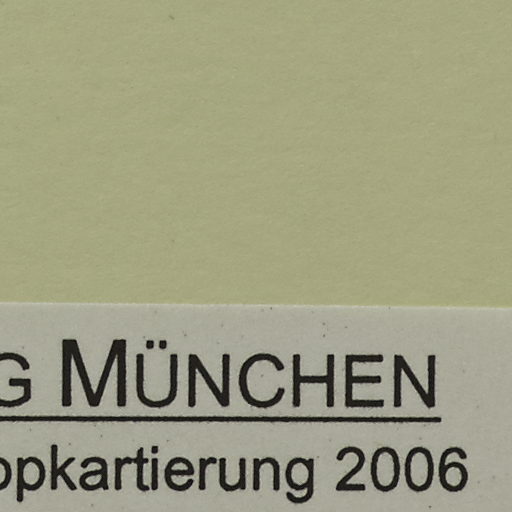 G MÜNCHEN
opkartierung 2006